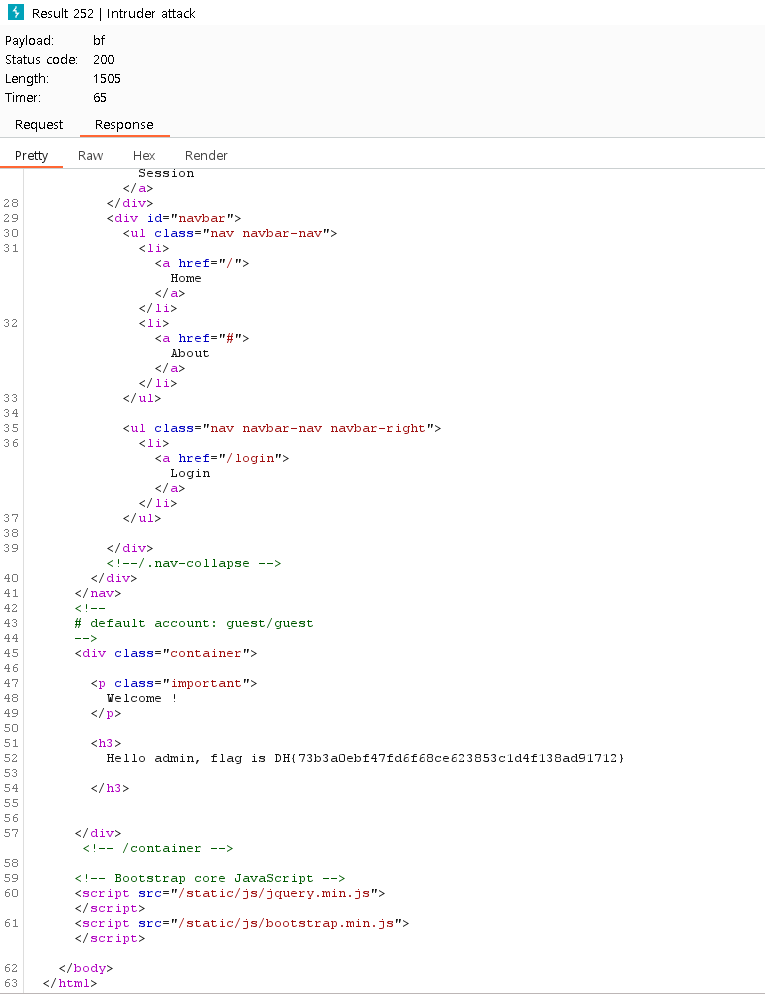 Result 252 | Intruder attack
Payload: bf
Status code: 200
Length: 1505
Timer: 65
Request Response
Pretty Raw Hex Render
Session
</a>
28 </div>
29 <div id="navbar">
30 <ul class="nav navbar-nav">
31 <li>
<a href="/">
Home
</a>
</li>
32 <li>
<a href="#">
About
</a>
</li>
33 </ul>
34
35 <ul class="nav navbar-nav navbar-right">
36 <li>
<a href="/login">
Login
</a>
</li>
37 </ul>
38
39 </div>
<!--/.nav-collapse -->
40 </div>
41 </nav>
42 <!--
43 # default account: guest/guest
44 -->
45 <div class="container">
46
47 <p class="important">
48 Welcome !
49 </p>
50
51 <h3>
52 Hello admin, flag is DH{73b3a0ebf47fd6f68ce623853c1d4f138ad91712}
53
54 </h3>
55
56
57 </div>
<!-- /container -->
58
59 <!-- Bootstrap core JavaScript -->
60 <script src="/static/js/jquery.min.js">
</script>
61 <script src="/static/js/bootstrap.min.js">
</script>
62 </body>
63 </html>